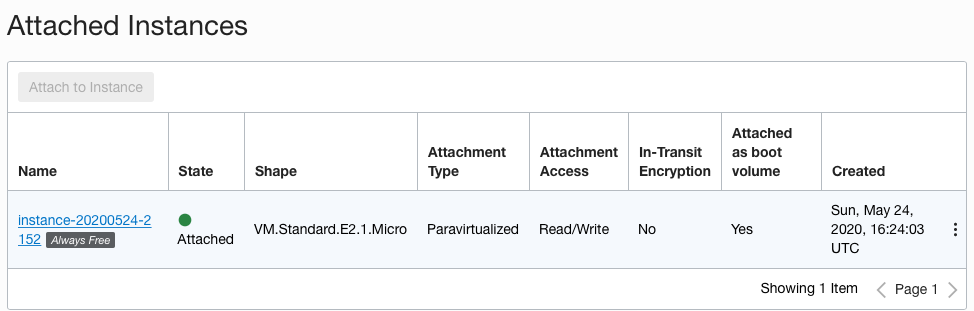 Attached Instances
Attach to Instance
Name
State
Shape
Attachment
Type
Attachment
Access
In-Transit
Encryption
Attached
as boot
volume
Created
instance-20200524-2
152 Always Free
Attached
VM.Standard.E2.1.Micro
Paravirtualized
Read/Write
No
Yes
Sun, May 24,
2020, 16:24:03
UTC
Showing 1 Item
Page 1